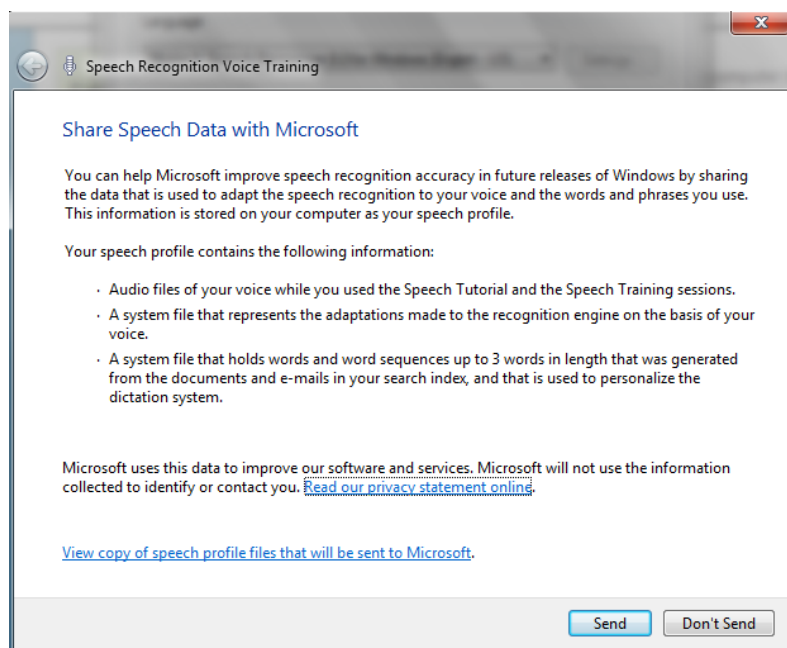 Speech Recognition Voice Training
Share Speech Data with Microsoft
You can help Microsoft improve speech recognition accuracy in future releases of Windows by sharing
the data that is used to adapt the speech recognition to your voice and the words and phrases you use.
This information is stored on your computer as your speech profile.
Your speech profile contains the following information:
· Audio files of your voice while you used the Speech Tutorial and the Speech Training sessions.
· A system file that represents the adaptations made to the recognition engine on the basis of your
voice.
· A system file that holds words and word sequences up to 3 words in length that was generated
from the documents and e-mails in your search index, and that is used to personalize the
dictation system.
Microsoft uses this data to improve our software and services. Microsoft will not use the information
collected to identify or contact you. Read our privacy statement online.
View copy of speech profile files that will be sent to Microsoft.
Send Don't Send